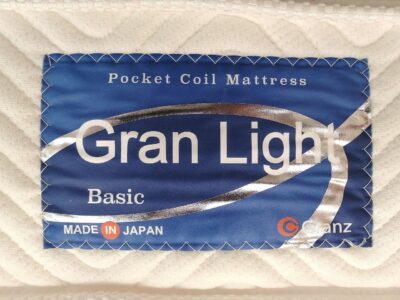 Pocket Coil Mattress
Gran Light
Basic
MADE IN JAPAN
Granz